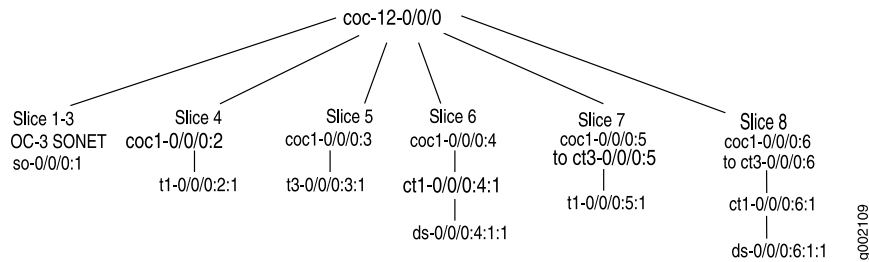 coc-12-0/0/0
Slice 1-3
OC-3 SONET
so-0/0/0:1
Slice 4
coc1-0/0/0:2
t1-0/0/0:2:1
Slice 5
coc1-0/0/0:3
t3-0/0/0:3:1
Slice 6
coc1-0/0/0:4
ct1-0/0/0:4:1
ds-0/0/0:4:1:1
Slice 7
coc1-0/0/0:5
to ct3-0/0/0:5
t1-0/0/0:5:1
Slice 8
coc1-0/0/0:6
to ct3-0/0/0:6
ct1-0/0/0:6:1
ds-0/0/0:6:1:1
g002109